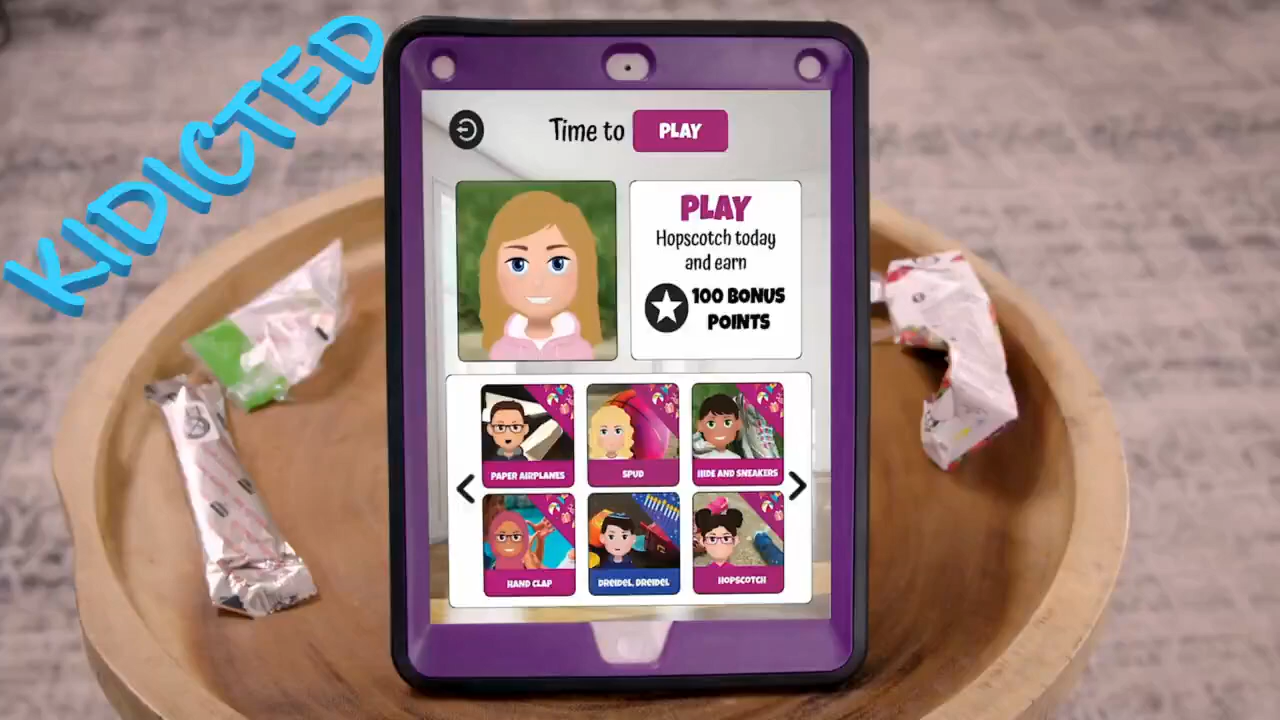 KIDICTED
Time to PLAY
PLAY
Hopscotch today
and earn
100 BONUS
POINTS
PAPER AIRPLANES
SPUD
HIDE AND SNEAKERS
HAND CLAP
DREIDEL, DREIDEL
HOPSCOTCH